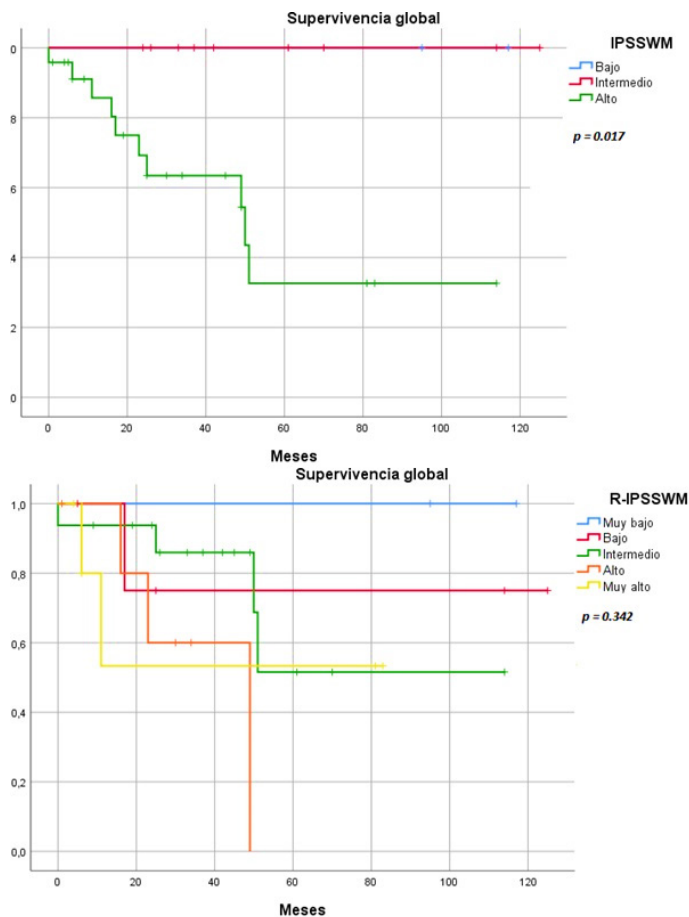 Supervivencia global
IPSSWM
0
8
6
4
2
0
Bajo
Intermedio
Alto
p = 0.017
0 20 40 60 80 100 120
Meses
Supervivencia global
R-IPSSWM
1,0
0,8
0,6
0,4
0,2
0,0
Muy bajo
Bajo
Intermedio
Alto
Muy alto
p = 0.342
0 20 40 60 80 100 120
Meses